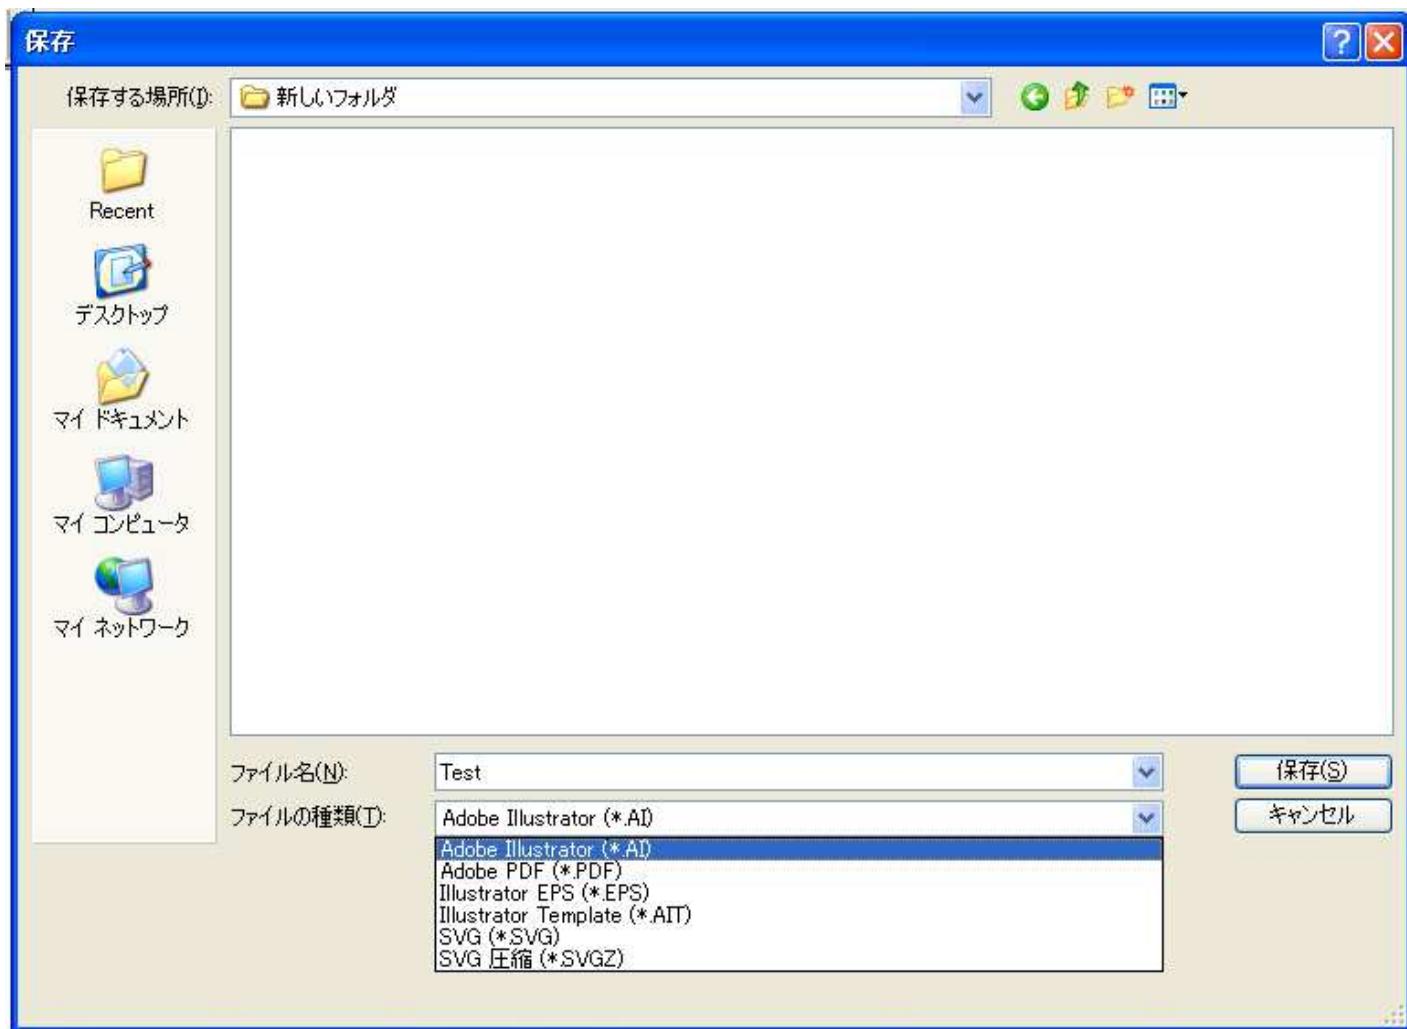 保存
保存する場所(I):
新しいフォルダ
Recent
デスクトップ
マイ ドキュメント
マイ コンピュータ
マイ ネットワーク
ファイル名(N):
Test
保存(S)
ファイルの種類(T):
Adobe Illustrator (*.AI)
キャンセル
Adobe Illustrator (*.AI)
Adobe PDF (*.PDF)
Illustrator EPS (*.EPS)
Illustrator Template (*.AIT)
SVG (*.SVG)
SVG 圧縮 (*.SVGZ)